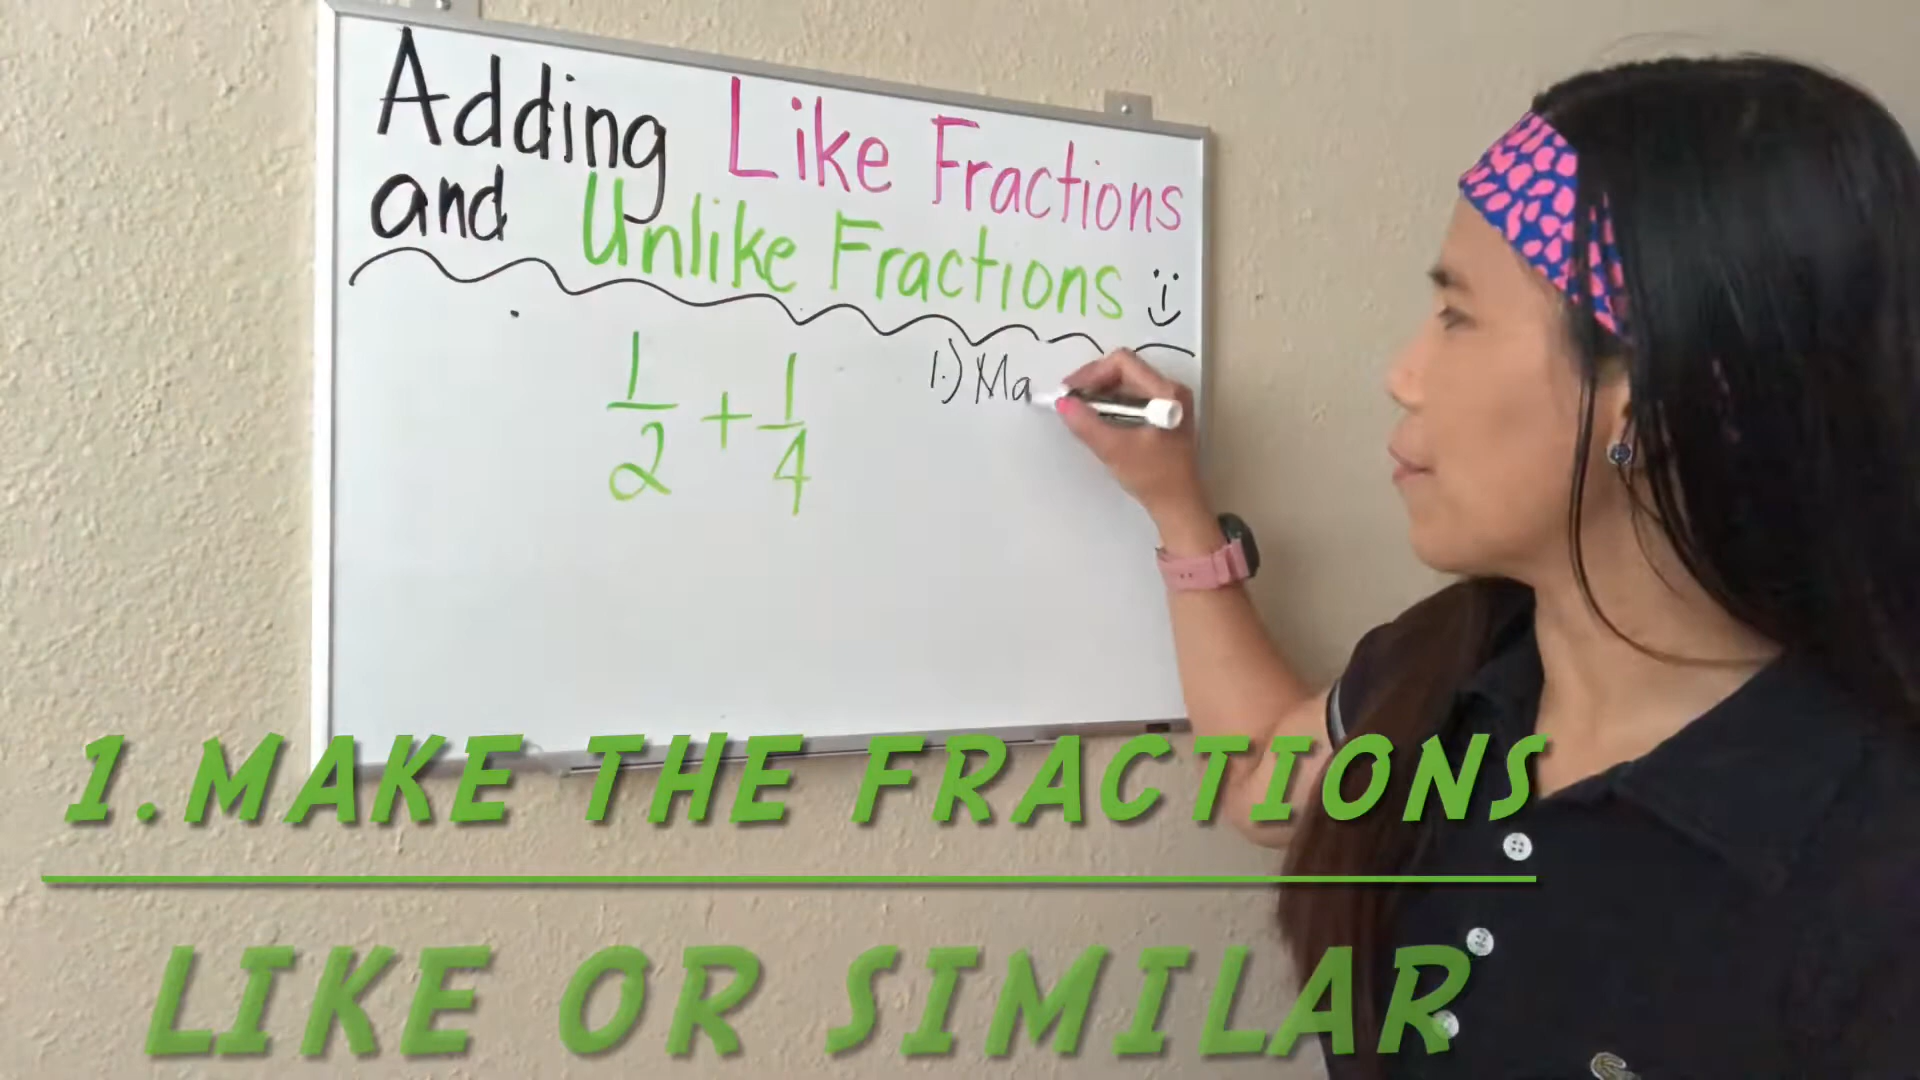 Adding Like Fractions
and Unlike Fractions
1/2 + 1/4
1.) Ma
1. MAKE THE FRACTIONS
LIKE OR SIMILAR